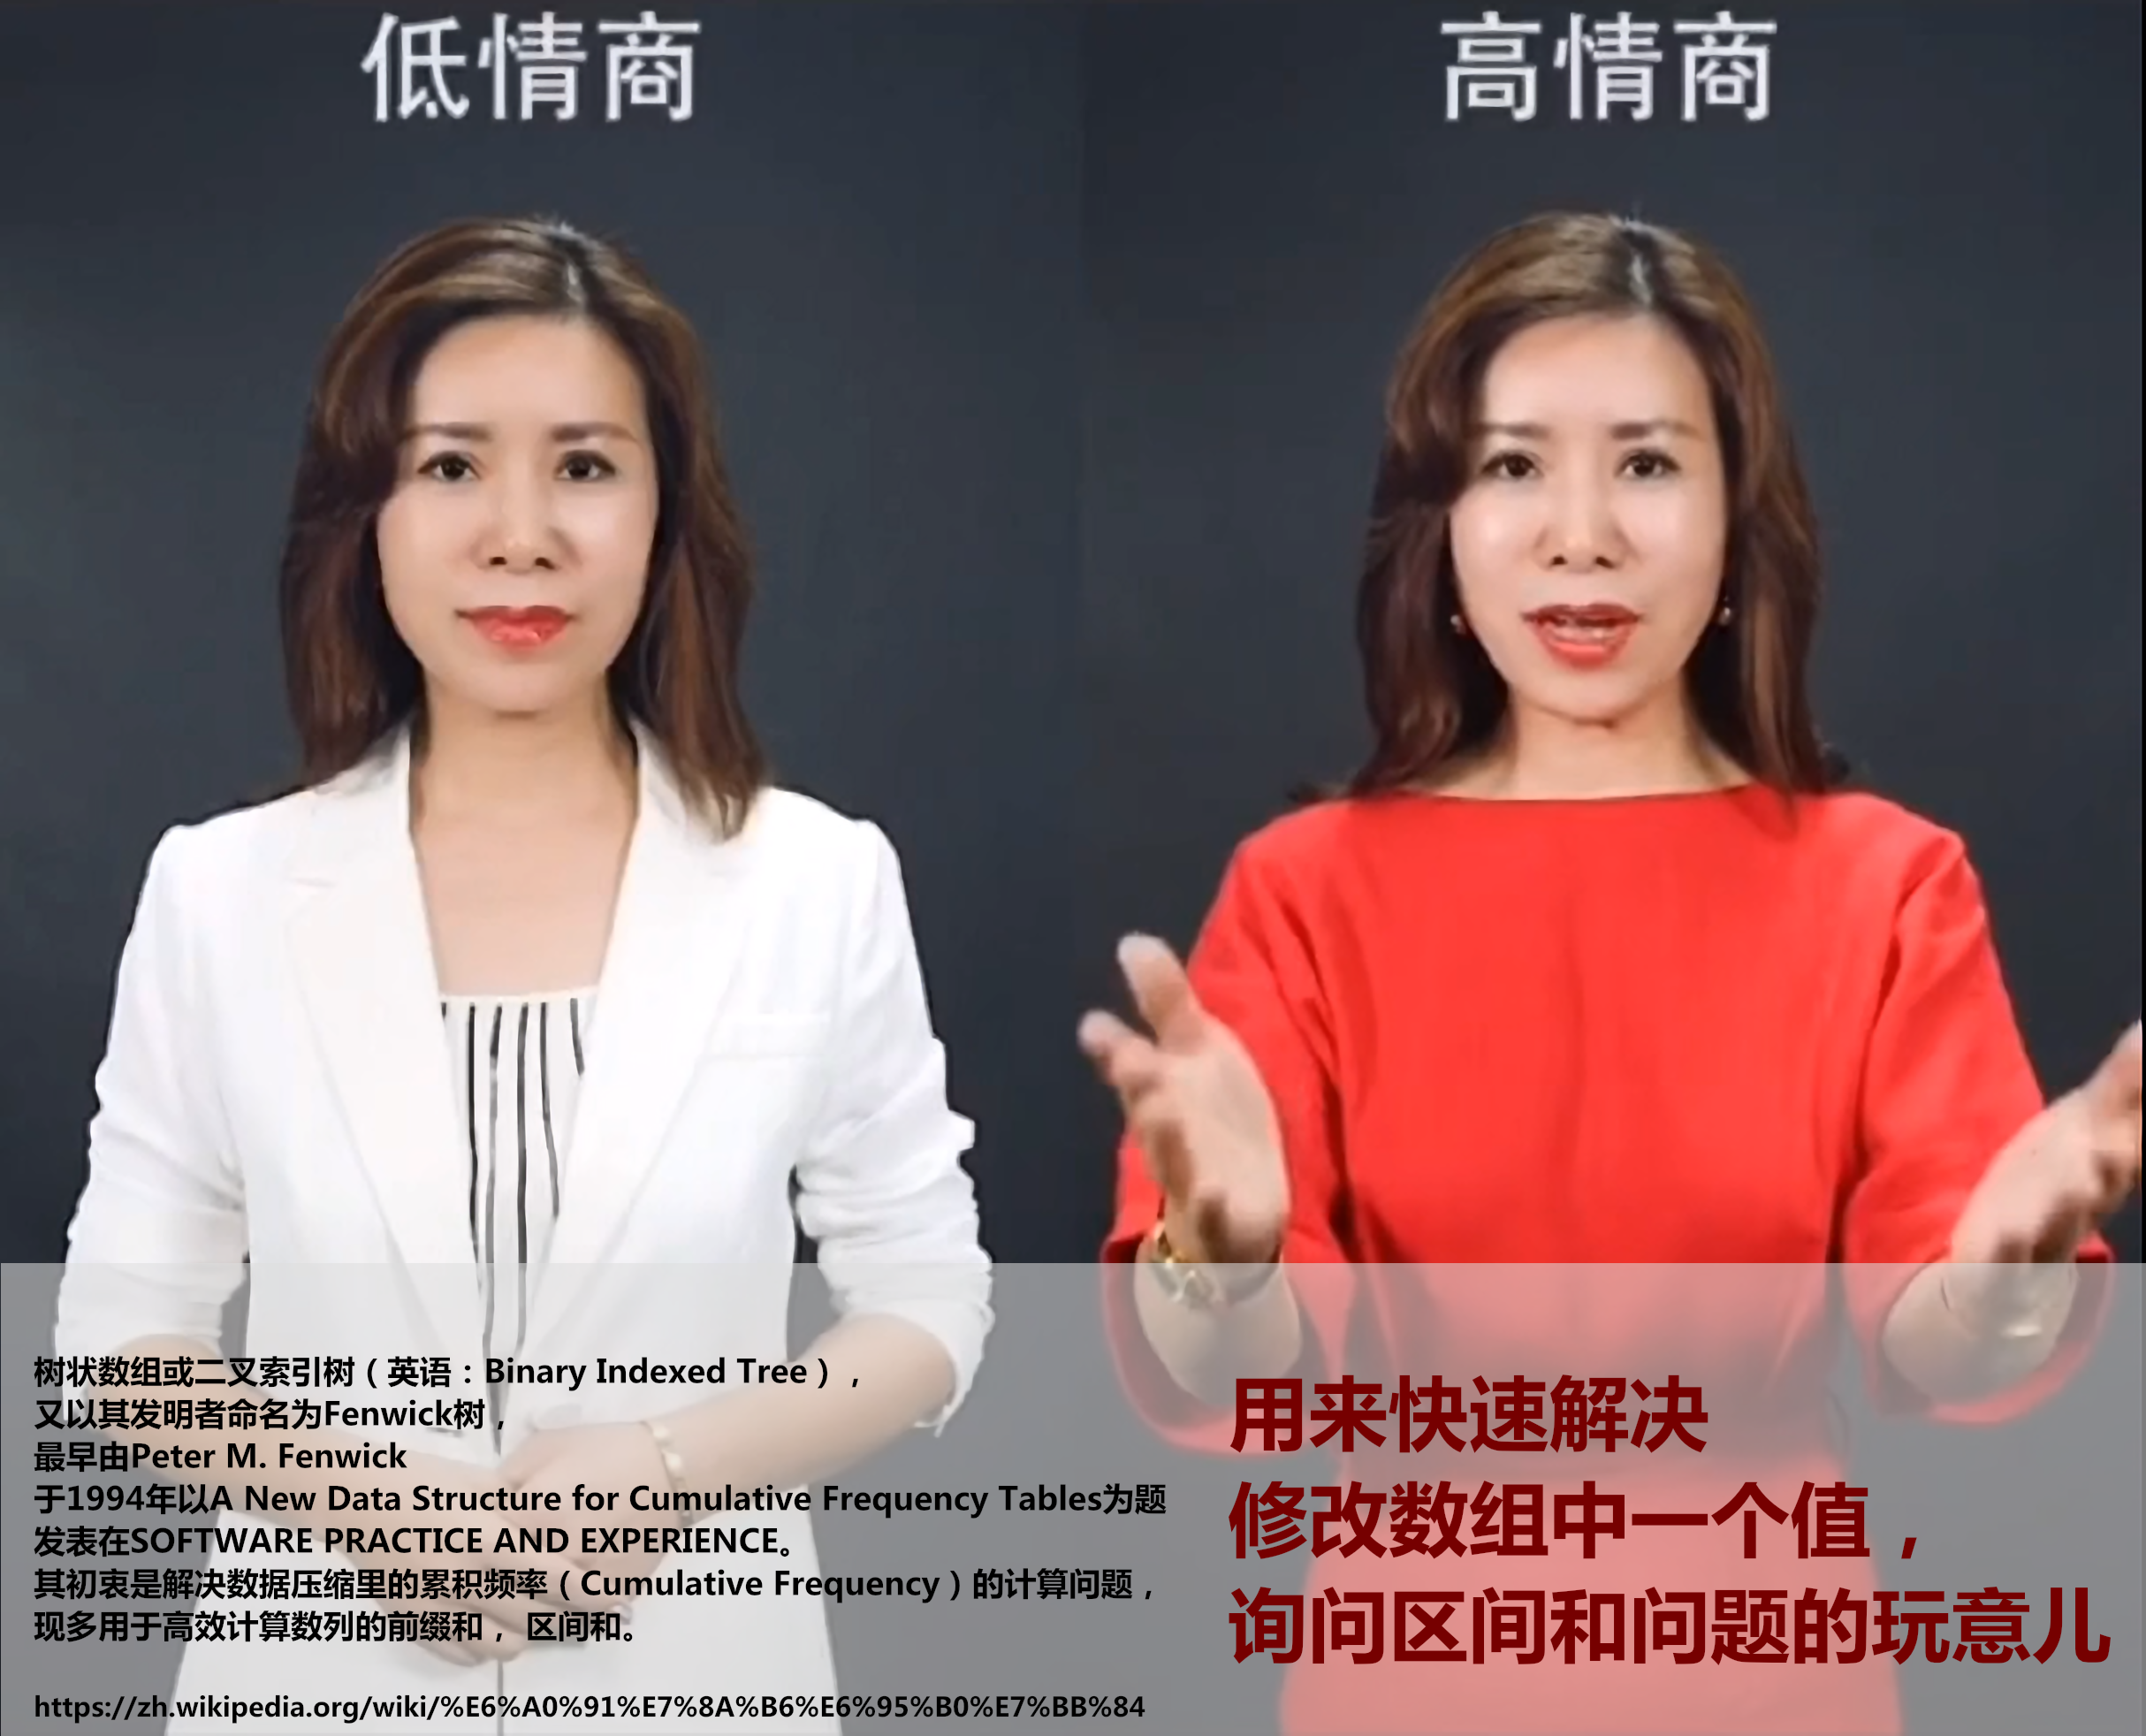 低情商
高情商
树状数组或二叉索引树（英语：Binary Indexed Tree），
又以其发明者命名为Fenwick树，
最早由Peter M. Fenwick
于1994年以A New Data Structure for Cumulative Frequency Tables为题
发表在SOFTWARE PRACTICE AND EXPERIENCE。
其初衷是解决数据压缩里的累积频率（Cumulative Frequency）的计算问题，
现多用于高效计算数列的前缀和， 区间和。
https://zh.wikipedia.org/wiki/%E6%A0%91%E7%8A%B6%E6%95%B0%E7%BB%84
用来快速解决
修改数组中一个值，
询问区间和问题的玩意儿